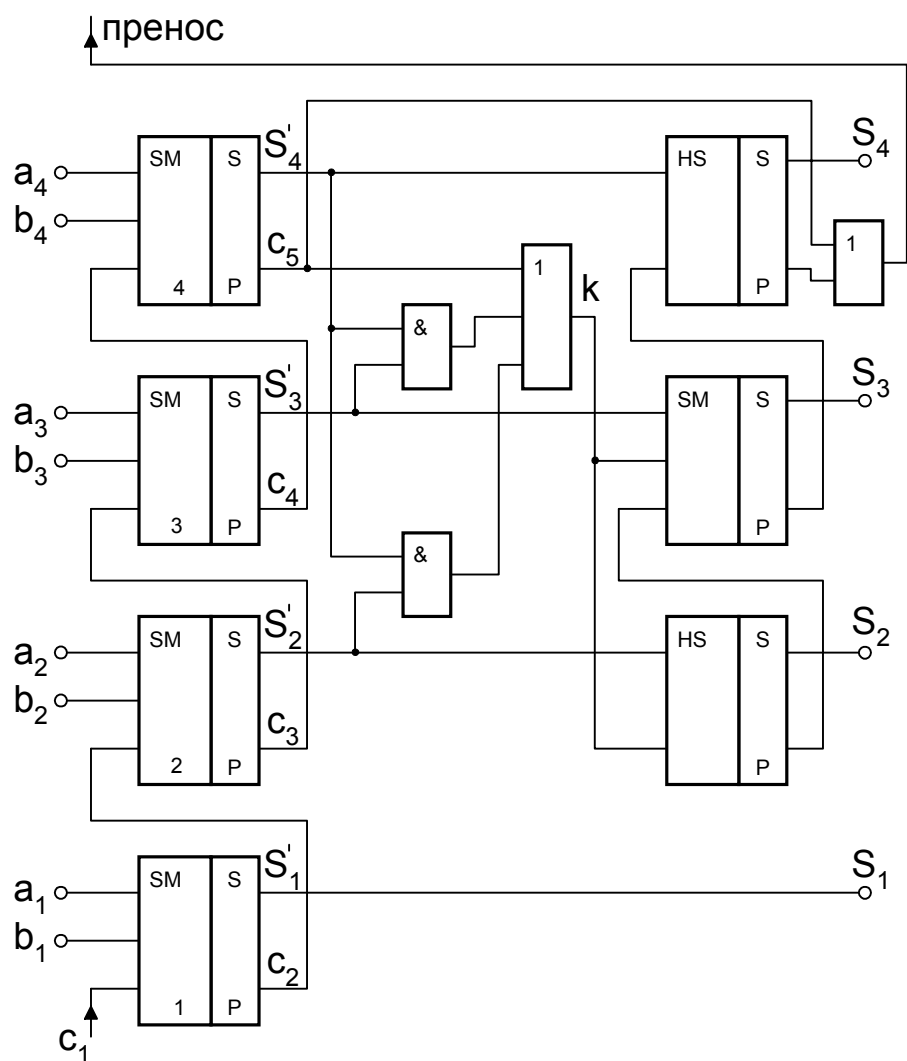 пренос
SM S S'4 HS S S4
a4
b4 1
c5 1
4 P k P
&
SM S S'3 SM S S3
a3
b3
c4
3 P P
&
SM S S'2 HS S S2
a2
b2
c3
2 P P
SM S S'1 S1
a1
b1
c2
1 P
c1